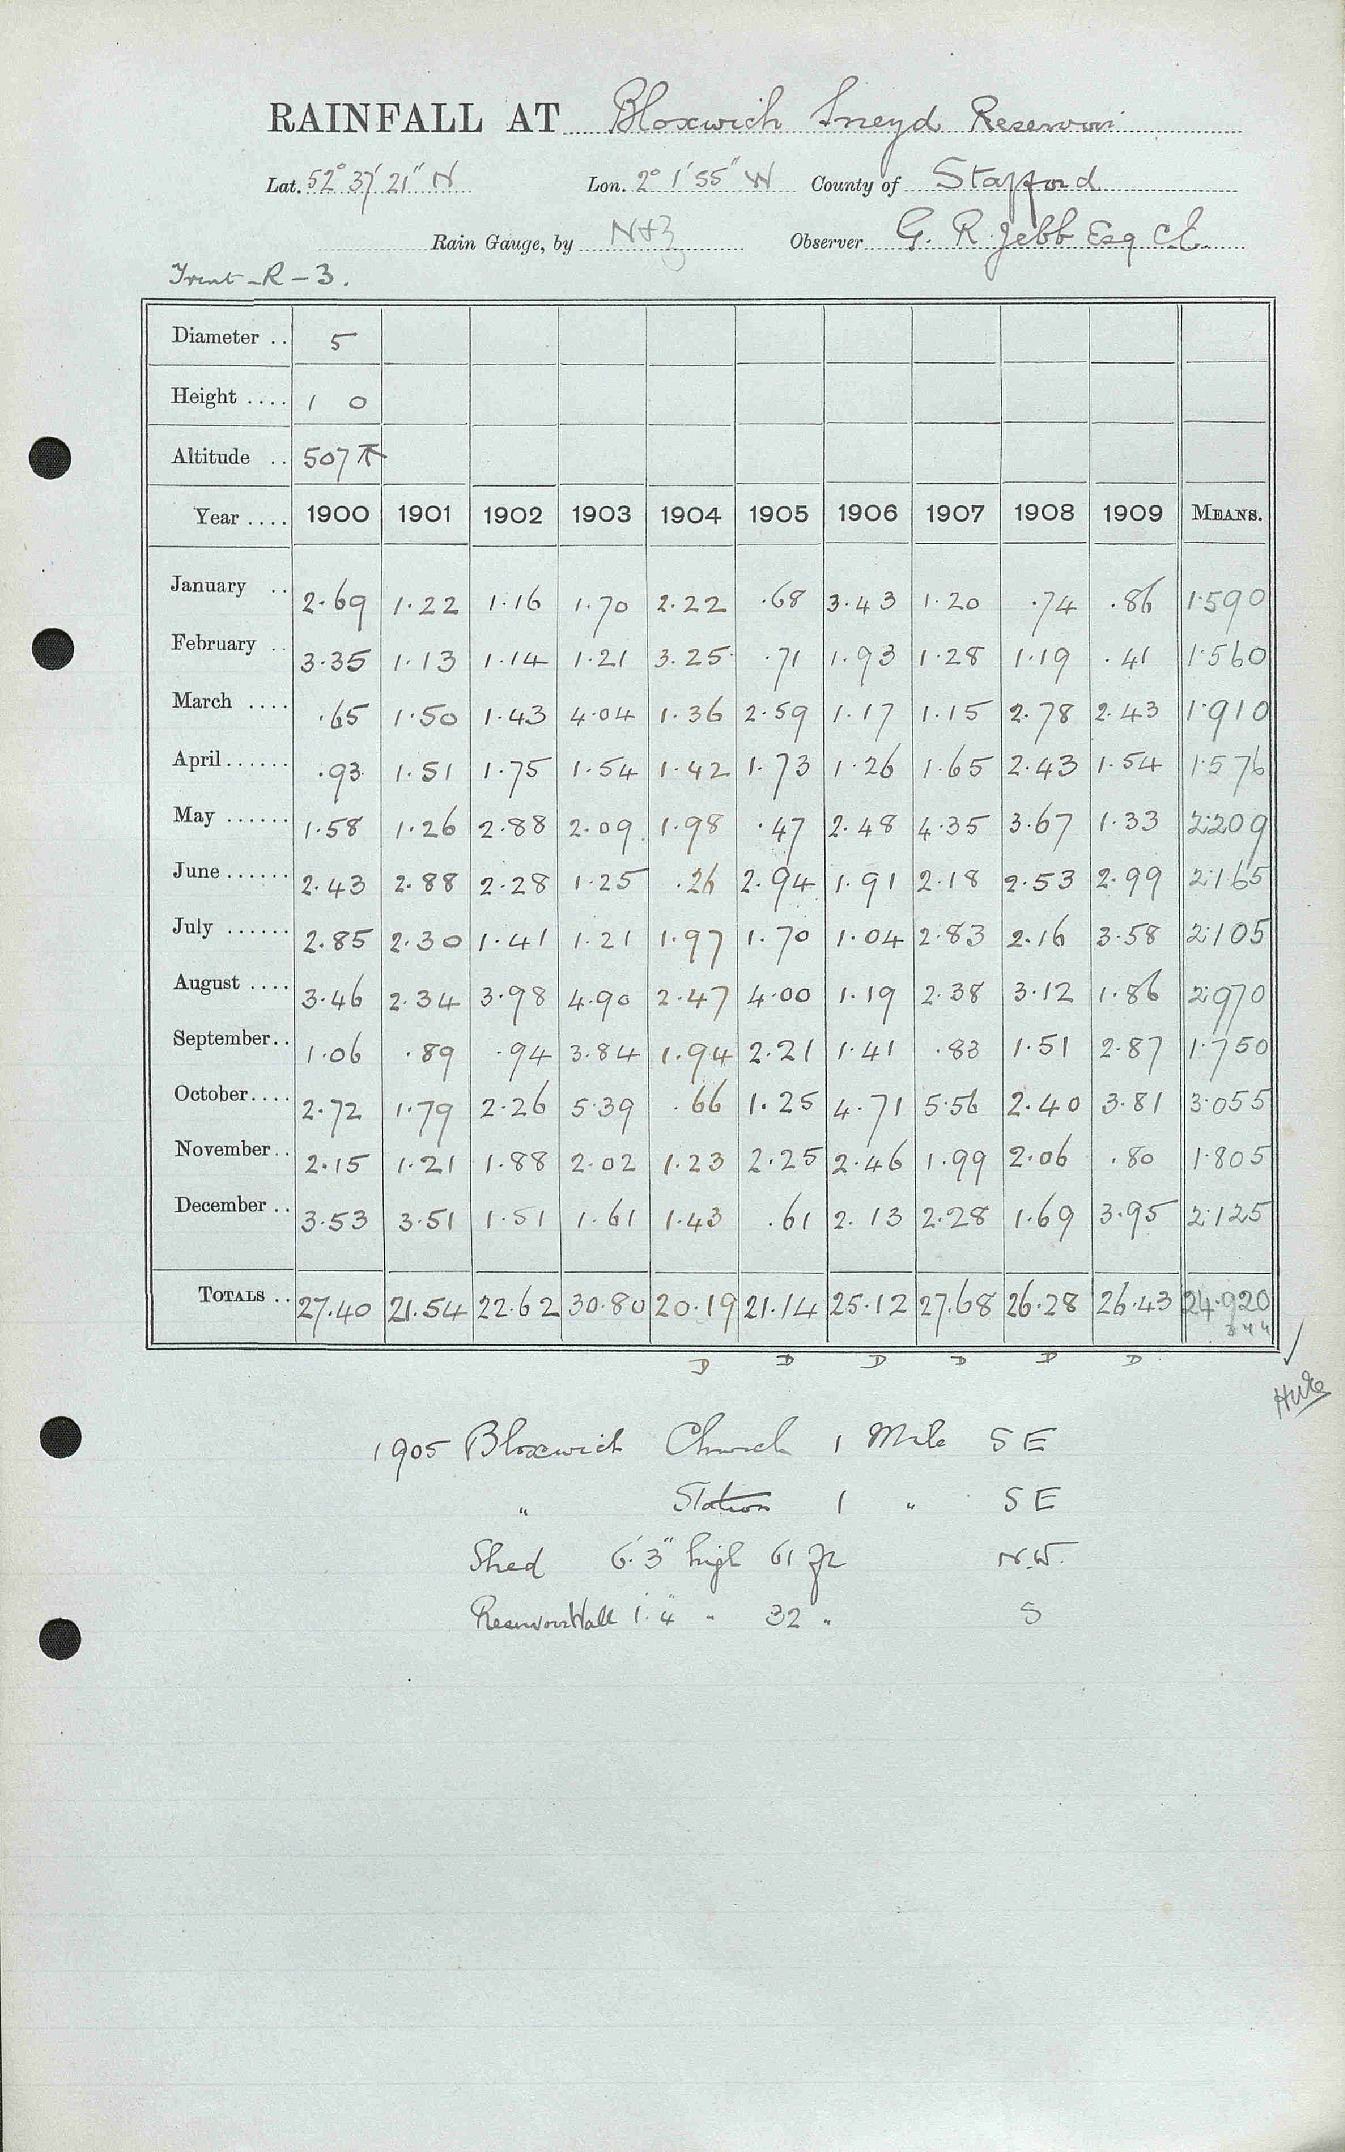 RAINFALL AT Bloxwich Sneyd Reservoir
Lat. 52° 37' 21" N Lon. 2° 1' 55" W County of Stafford
Rain Gauge, by N&Z Observer G. R. Jebb Esq C.E.
Trent - R - 3.
Diameter .. 5
Height .... 1 0
Altitude .. 507
Year .... 1900 1901 1902 1903 1904 1905 1906 1907 1908 1909 MEANS.
January .. 2.69 1.22 1.16 1.70 2.22 .68 3.43 1.20 .74 .86 1.590
February .. 3.35 1.13 1.14 1.21 3.25 .71 1.93 1.28 1.19 .41 1.560
March .... .65 1.50 1.43 4.04 1.36 2.59 1.17 1.15 2.78 2.43 1.910
April ...... .93 1.51 1.75 1.54 1.42 1.73 1.26 1.65 2.43 1.54 1.576
May ...... 1.58 1.26 2.88 2.09 1.98 .47 2.48 4.35 3.67 1.33 2.209
June ...... 2.43 2.88 2.28 1.25 .26 2.94 1.91 2.18 2.53 2.99 2.165
July ...... 2.85 2.30 1.41 1.21 1.97 1.70 1.04 2.83 2.16 3.58 2.105
August .... 3.46 2.34 3.98 4.90 2.47 4.00 1.19 2.38 3.12 1.86 2.970
September .. 1.06 .89 .94 3.84 1.94 2.21 1.41 .83 1.51 2.87 1.750
October .... 2.72 1.79 2.26 5.39 .66 1.25 4.71 5.56 2.40 3.81 3.055
November .. 2.15 1.21 1.88 2.02 1.23 2.25 2.46 1.99 2.06 .80 1.805
December .. 3.53 3.51 1.51 1.61 1.43 .61 2.13 2.28 1.69 3.95 2.125
TOTALS .. 27.40 21.54 22.62 30.80 20.19 21.14 25.12 27.68 26.28 26.43 24.920
D D D D D D
1905 Bloxwich Church 1 Mile SE
" Station 1 " SE
Shed 6' 3" high 61 ft N.W.
Reservoir Wall 1' 4" " 32 " S